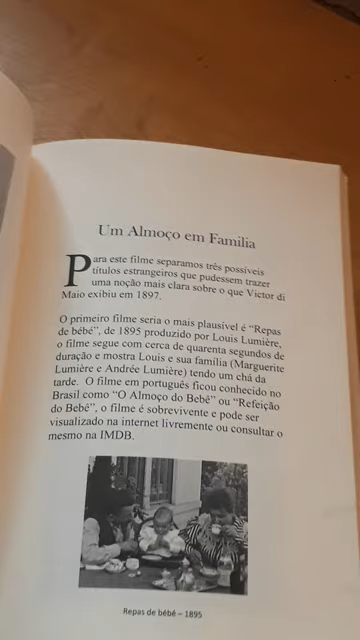 Um Almoço em Família
Para este filme separamos três possíveis
títulos estrangeiros que pudessem trazer
uma noção mais clara sobre o que Victor di
Maio exibiu em 1897.
O primeiro filme seria o mais plausível é “Repas
de bébé”, de 1895 produzido por Louis Lumière,
o filme segue com cerca de quarenta segundos de
duração e mostra Louis e sua família (Marguerite
Lumière e Andrée Lumière) tendo um chá da
tarde. O filme em português ficou conhecido no
Brasil como “O Almoço do Bebê” ou “Refeição
do Bebê”, o filme é sobrevivente e pode ser
visualizado na internet livremente ou consultar o
mesmo na IMDB.
Repas de bébé – 1895